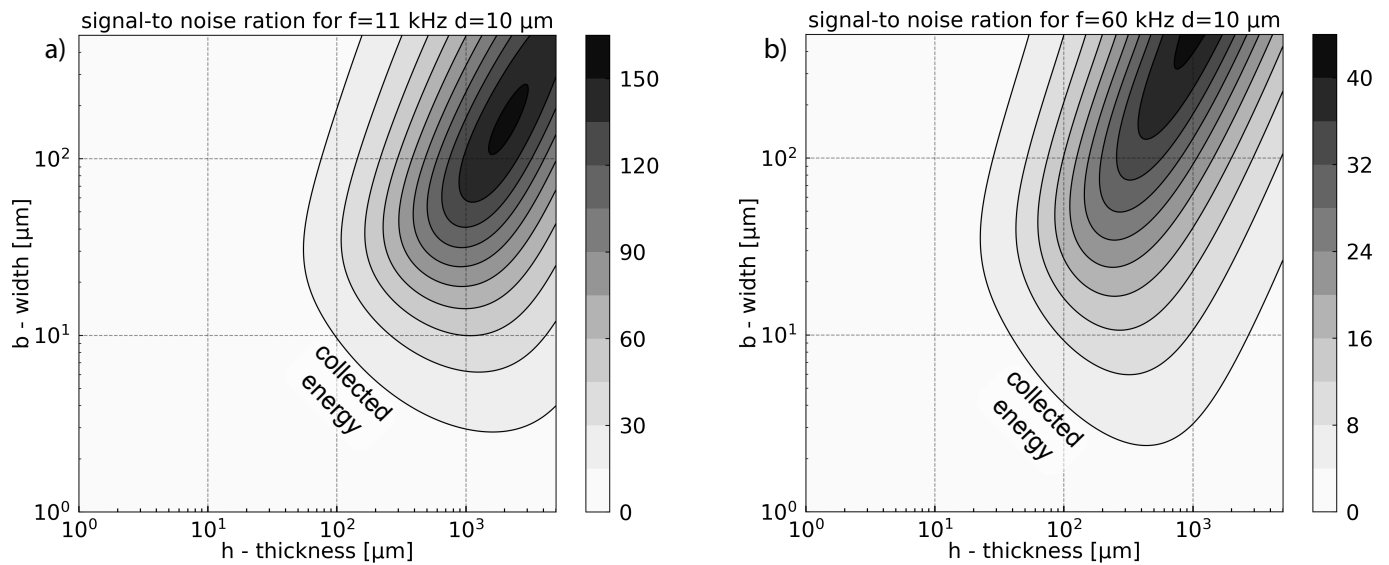 signal-to noise ration for f=11 kHz d=10 μm
a)
150
120
90
60
30
0
10²
10¹
10⁰
b - width [μm]
collected
energy
10⁰ 10¹ 10² 10³
h - thickness [μm]
signal-to noise ration for f=60 kHz d=10 μm
b)
40
32
24
16
8
0
10²
10¹
10⁰
b - width [μm]
collected
energy
10⁰ 10¹ 10² 10³
h - thickness [μm]